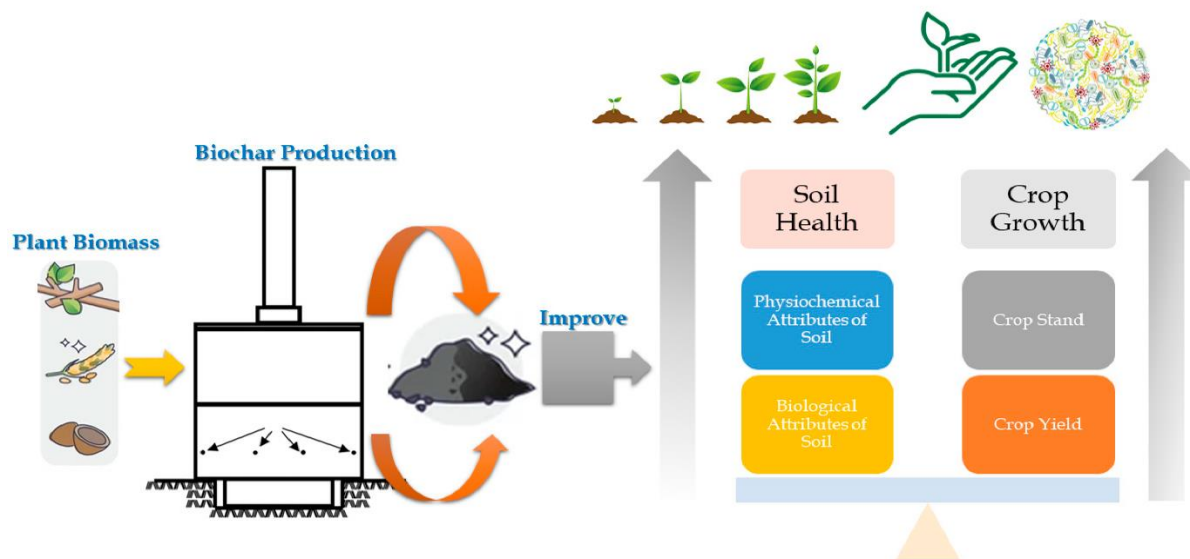 Biochar Production
Plant Biomass
Improve
Soil
Health
Crop
Growth
Physiochemical
Attributes of
Soil
Crop Stand
Biological
Attributes of
Soil
Crop Yield